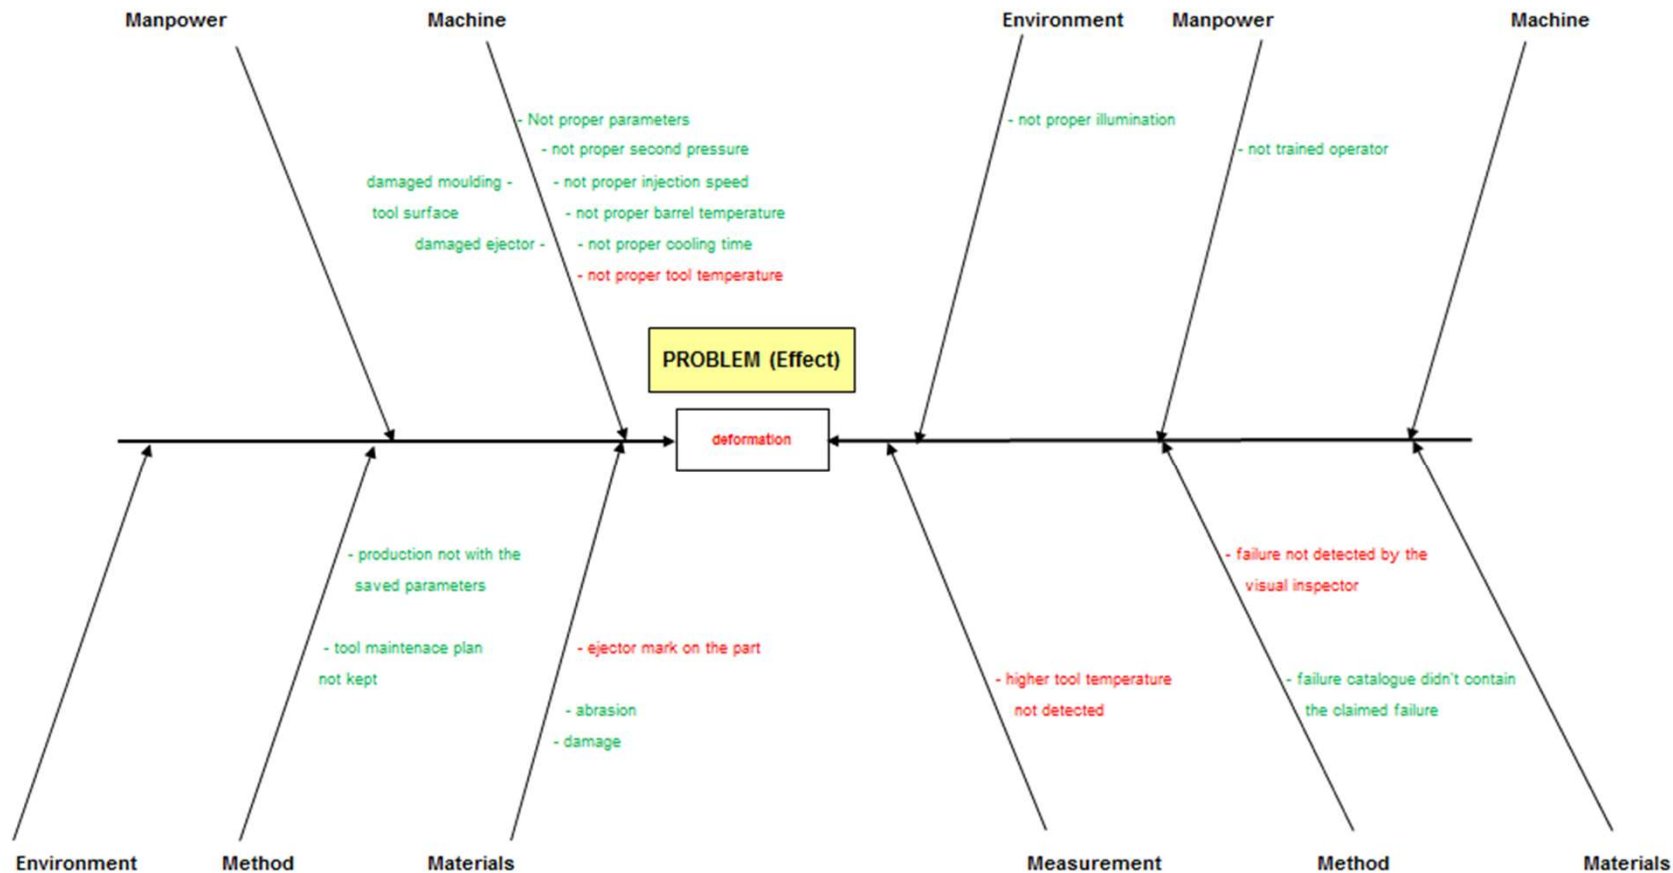 Manpower
Machine
Environment
Manpower
Machine
- Not proper parameters
- not proper second pressure
damaged moulding -
tool surface
- not proper injection speed
- not proper barrel temperature
damaged ejector -
- not proper cooling time
- not proper tool temperature
- not proper illumination
- not trained operator
PROBLEM (Effect)
deformation
- production not with the
saved parameters
- tool maintenace plan
not kept
- ejector mark on the part
- abrasion
- damage
- higher tool temperature
not detected
- failure not detected by the
visual inspector
- failure catalogue didn't contain
the claimed failure
Environment
Method
Materials
Measurement
Method
Materials